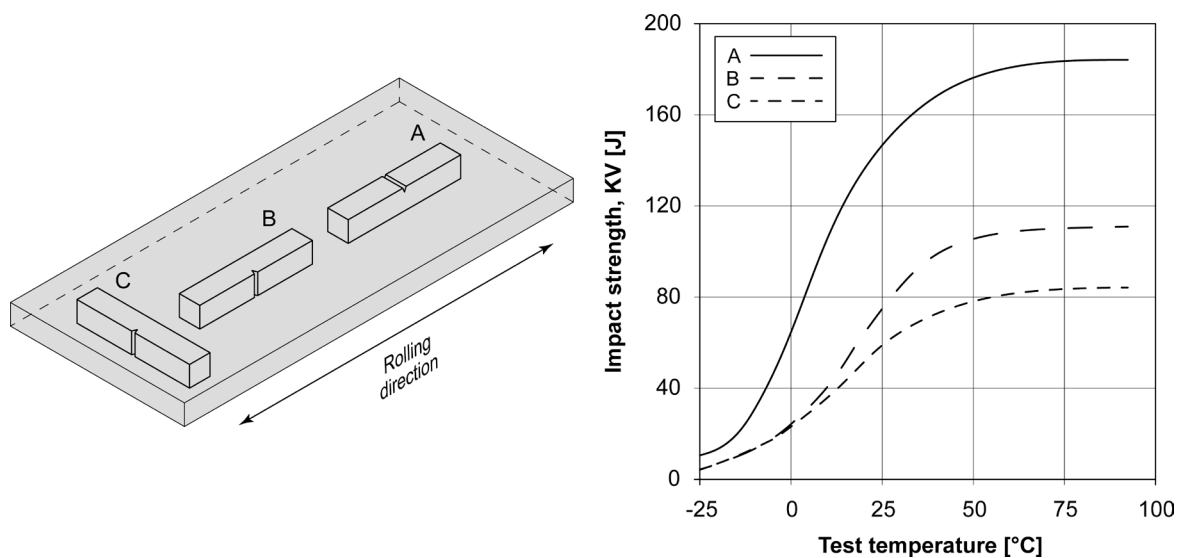 A
B
C
Rolling
direction
A
B
C
200
160
120
80
40
0
-25
0
25
50
75
100
Impact strength, KV [J]
Test temperature [°C]